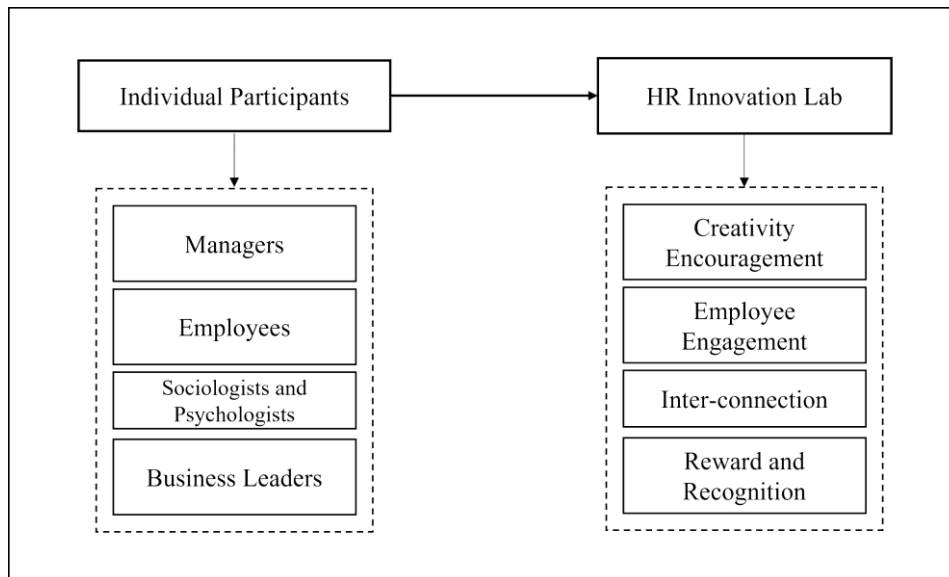 Individual Participants
HR Innovation Lab
Managers
Employees
Sociologists and
Psychologists
Business Leaders
Creativity
Encouragement
Employee
Engagement
Inter-connection
Reward and
Recognition